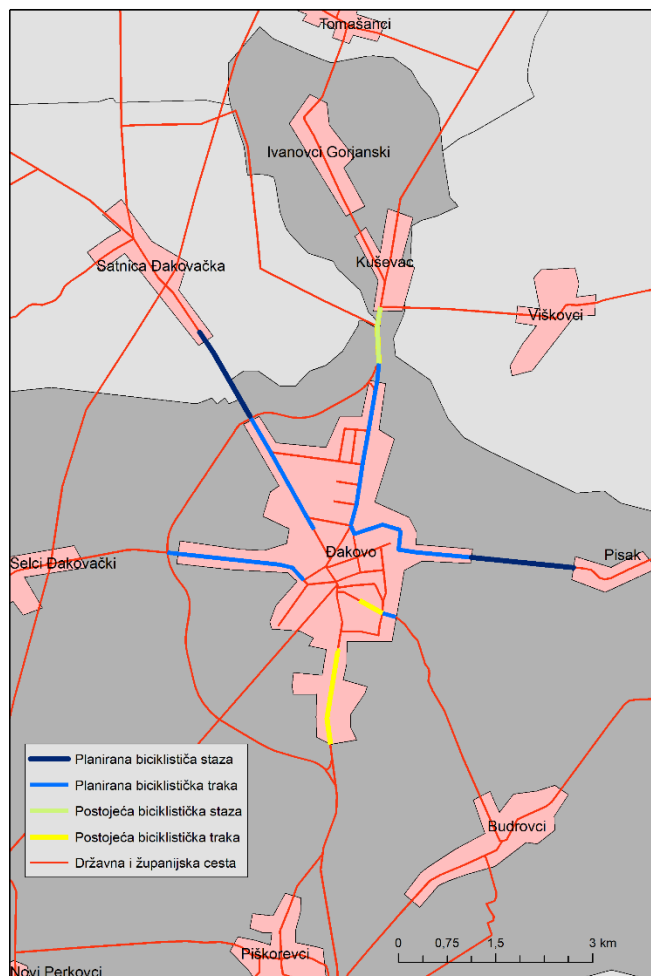 Tomašanci
Ivanovci Gorjanski
Kuševac
Satnica Đakovačka
Viškovci
Đakovo
Selci Đakovački
Pisak
Planirana biciklističa staza
Planirana biciklistička traka
Postojeća biciklistička staza
Postojeća biciklistička traka
Državna i županijska cesta
Budrovci
0 0,75 1,5 3 km
Piškorevci
Novi Perkovci